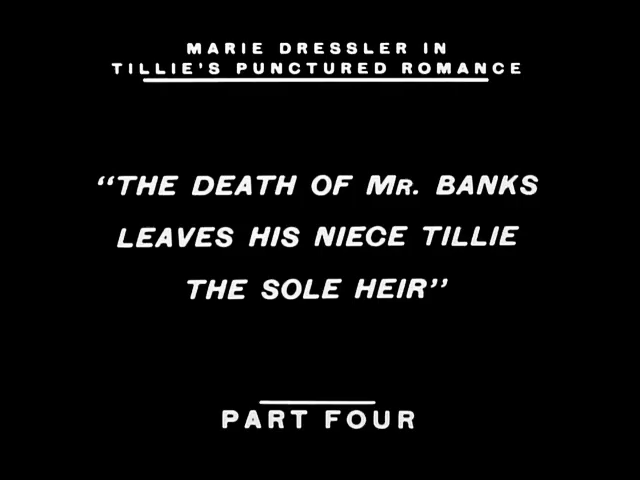 MARIE DRESSLER IN
TILLIE'S PUNCTURED ROMANCE
"THE DEATH OF MR. BANKS
LEAVES HIS NIECE TILLIE
THE SOLE HEIR"
PART FOUR